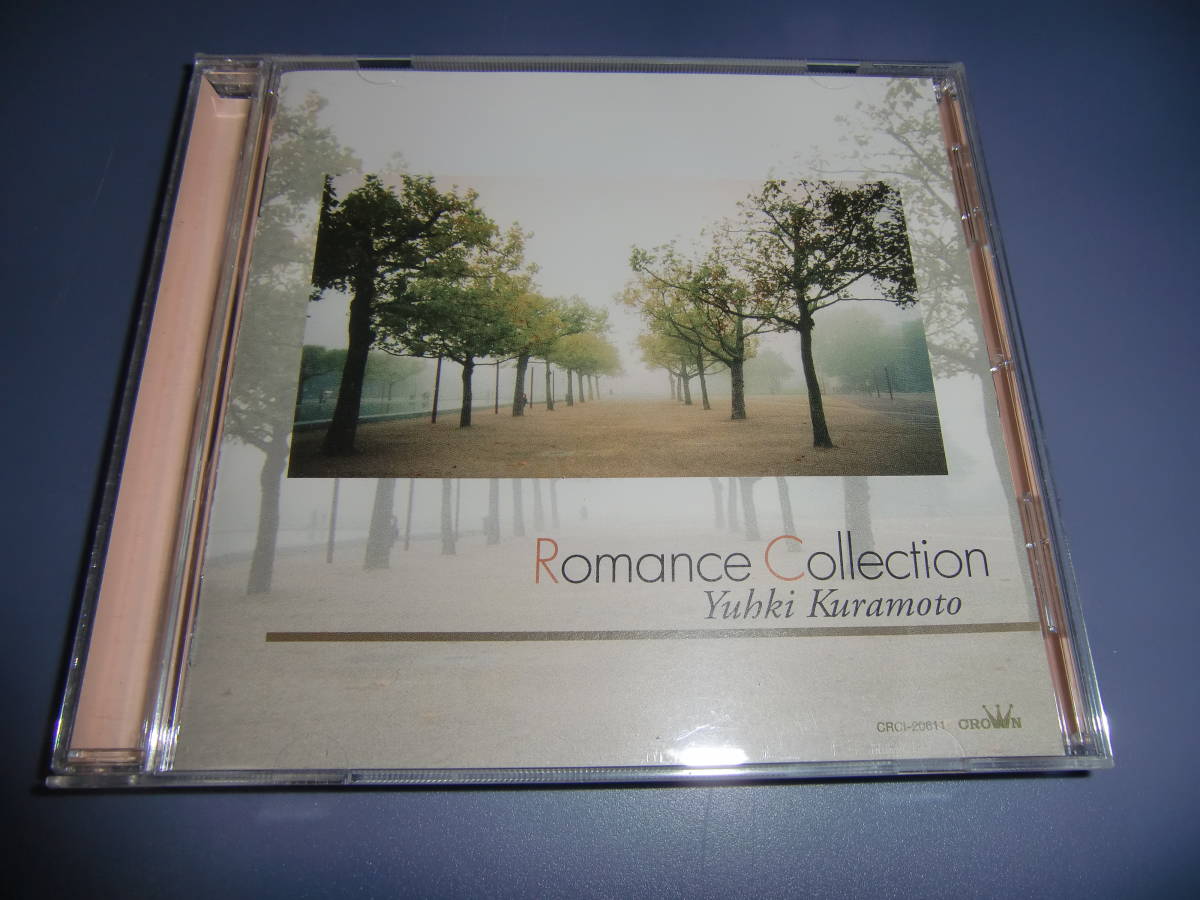 Romance Collection
Yuhki Kuramoto
CRCI-20611 CROWN